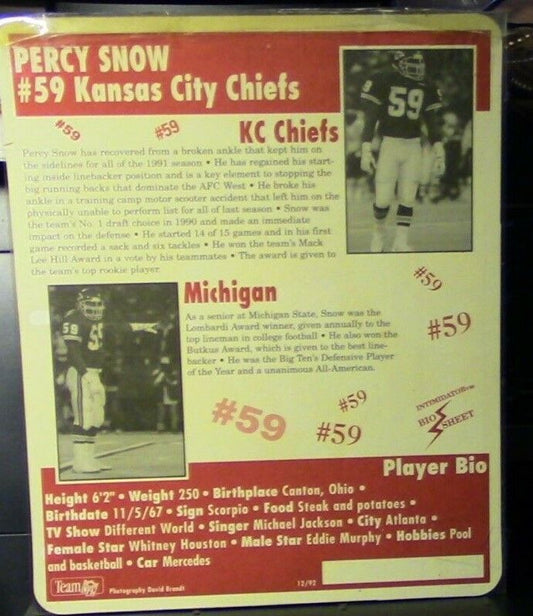 PERCY SNOW
#59 Kansas City Chiefs
#59
#59
59
KC Chiefs
Percy Snow has recovered from a broken ankle that kept him on
the sidelines for all of the 1991 season • He has regained his start-
ing inside linebacker position and is a key element to stopping the
big running backs that dominate the AFC West • He broke his
ankle in a training camp motor scooter accident that left him on the
physically unable to perform list for all of last season • Snow was
the team's No. 1 draft choice in 1990 and made an immediate
impact on the defense • He started 14 of 15 games and in his first
game recorded a sack and six tackles • He won the team's Mack
Lee Hill Award in a vote by his teammates • The award is given to
the team's top rookie player.
#59
Michigan
#59
59
As a senior at Michigan State, Snow was the
Lombardi Award winner, given annually to the
top lineman in college football • He also won the
Butkus Award, which is given to the best line-
backer • He was the Big Ten's Defensive Player
of the Year and a unanimous All-American.
#59
#59
#59
INTIMIDATOR™
BIO SHEET
Player Bio
Height 6'2" • Weight 250 • Birthplace Canton, Ohio •
Birthdate 11/5/67 • Sign Scorpio • Food Steak and potatoes •
TV Show Different World • Singer Michael Jackson • City Atlanta •
Female Star Whitney Houston • Male Star Eddie Murphy • Hobbies Pool
and basketball • Car Mercedes
Team NFL
Photography David Brandt
12/92